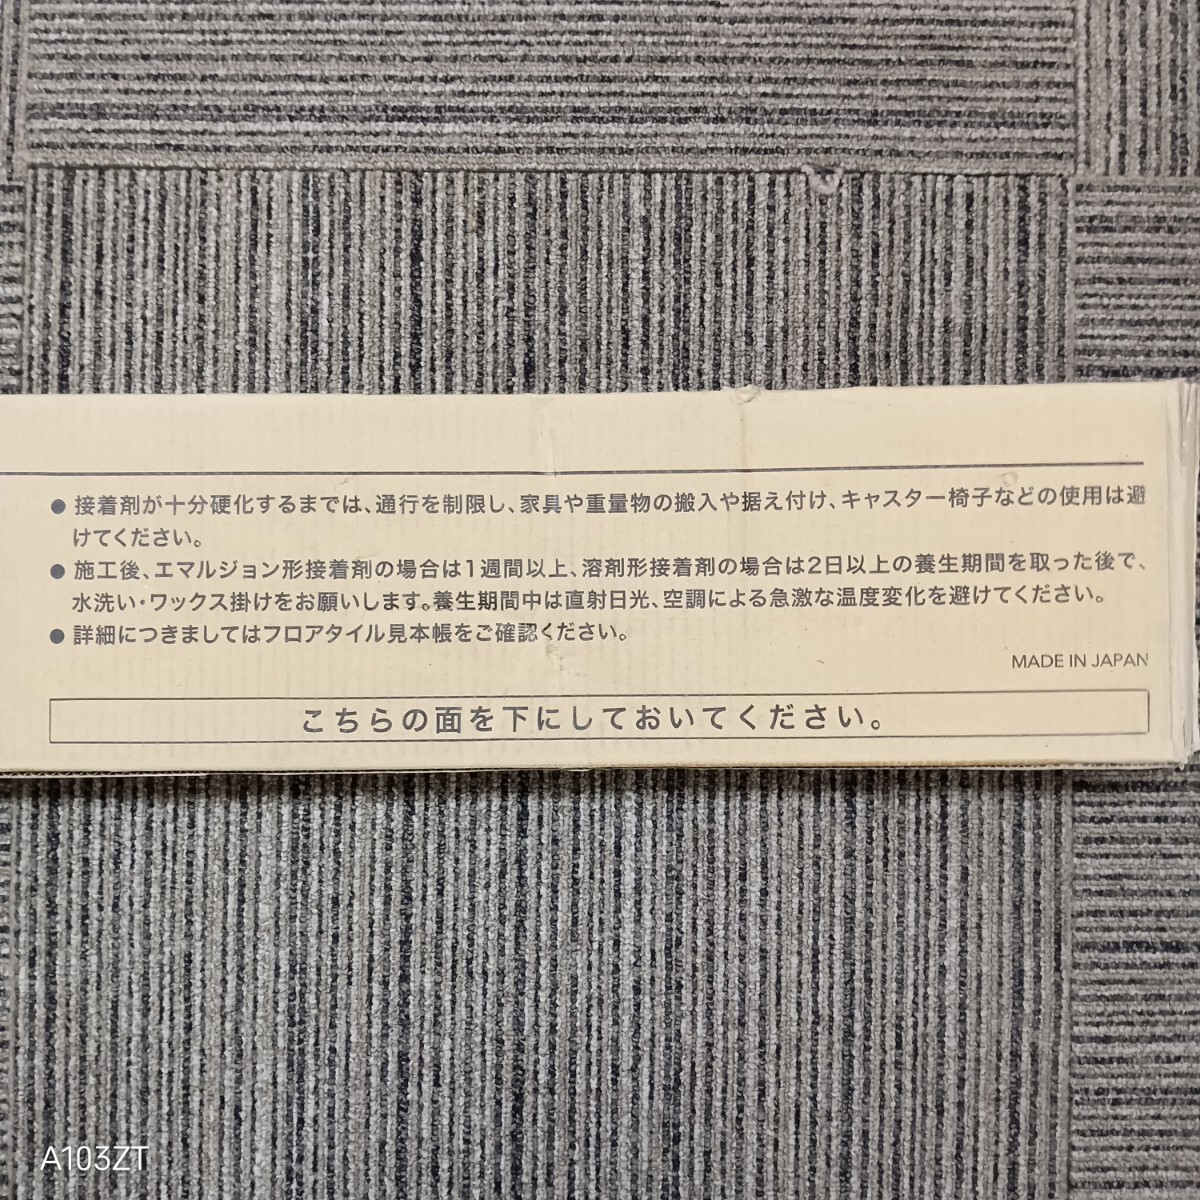 ●接着剤が十分硬化するまでは、通行を制限し、家具や重量物の搬入や据え付け、キャスター椅子などの使用は避
けてください。
●施工後、エマルジョン形接着剤の場合は1週間以上、溶剤形接着剤の場合は2日以上の養生期間を取った後で、
水洗い・ワックス掛けをお願いします。養生期間中は直射日光、空調による急激な温度変化を避けてください。
●詳細につきましてはフロアタイル見本帳をご確認ください。
MADE IN JAPAN
こちらの面を下にしておいてください。
A103ZT